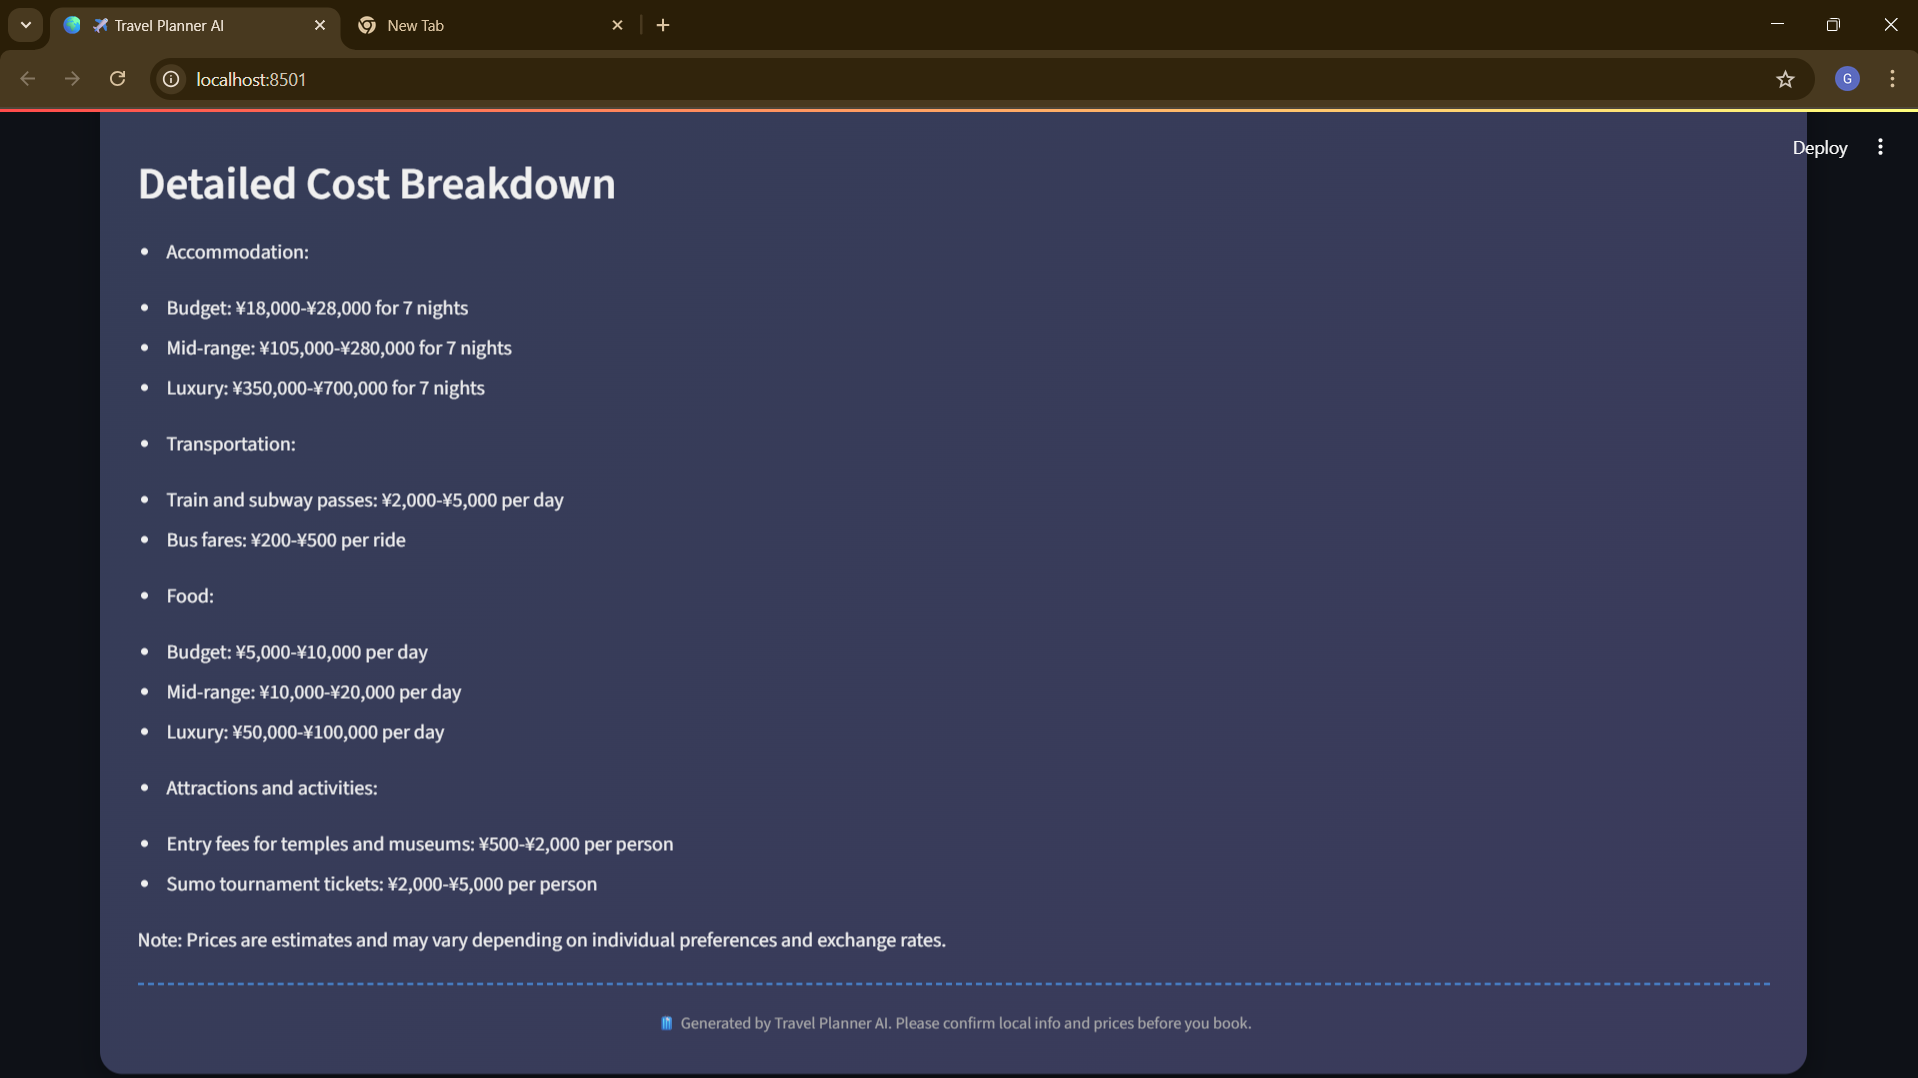 Travel Planner AI
New Tab
localhost:8501
G
Deploy
Detailed Cost Breakdown
• Accommodation:
• Budget: ¥18,000-¥28,000 for 7 nights
• Mid-range: ¥105,000-¥280,000 for 7 nights
• Luxury: ¥350,000-¥700,000 for 7 nights
• Transportation:
• Train and subway passes: ¥2,000-¥5,000 per day
• Bus fares: ¥200-¥500 per ride
• Food:
• Budget: ¥5,000-¥10,000 per day
• Mid-range: ¥10,000-¥20,000 per day
• Luxury: ¥50,000-¥100,000 per day
• Attractions and activities:
• Entry fees for temples and museums: ¥500-¥2,000 per person
• Sumo tournament tickets: ¥2,000-¥5,000 per person
Note: Prices are estimates and may vary depending on individual preferences and exchange rates.
Generated by Travel Planner AI. Please confirm local info and prices before you book.